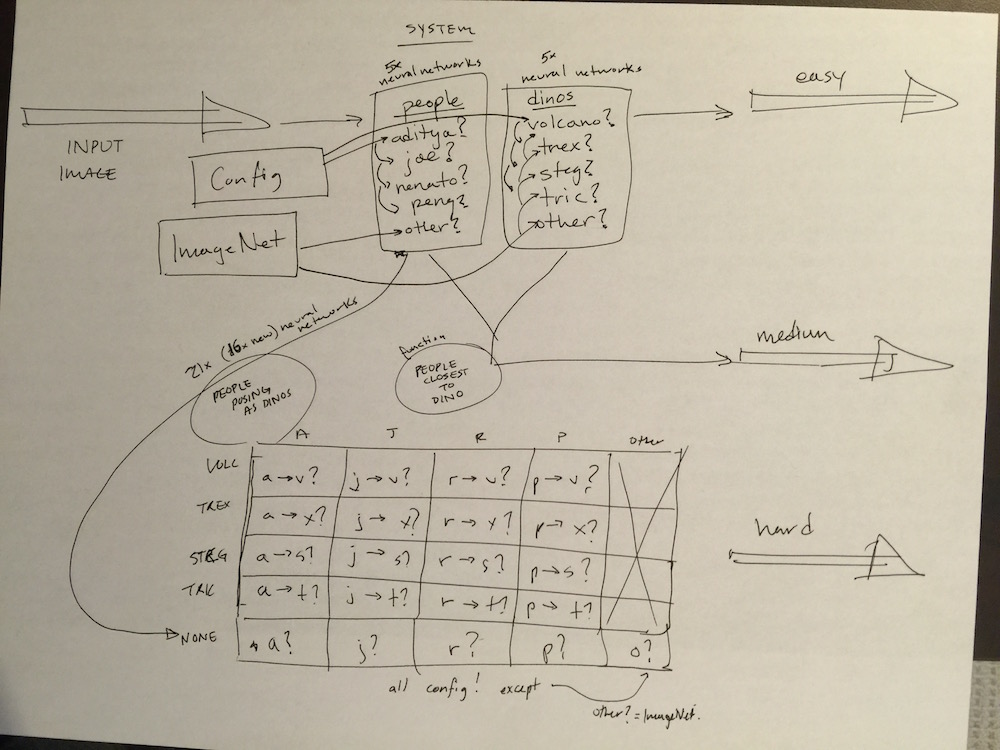 SYSTEM
5x
neural networks
5x
neural networks
easy
people
dinos
INPUT
IMAGE
aditya?
joe?
renato?
peng?
other?
volcano?
trex?
steg?
tric?
other?
Config
ImageNet
21x (16x new) neural
networks
medium
J
function
PEOPLE
CLOSEST
TO
DINO
PEOPLE
POSING
AS DINOS
A J R P Other
VOLC a→v? j→v? r→v? p→v?
TREX a→x? j→x? r→x? p→x?
STEG a→s? j→s? r→s? p→s?
TRIC a→t? j→t? r→t? p→t?
NONE a? j? r? p? o?
hard
all config! except
other? = ImageNet.